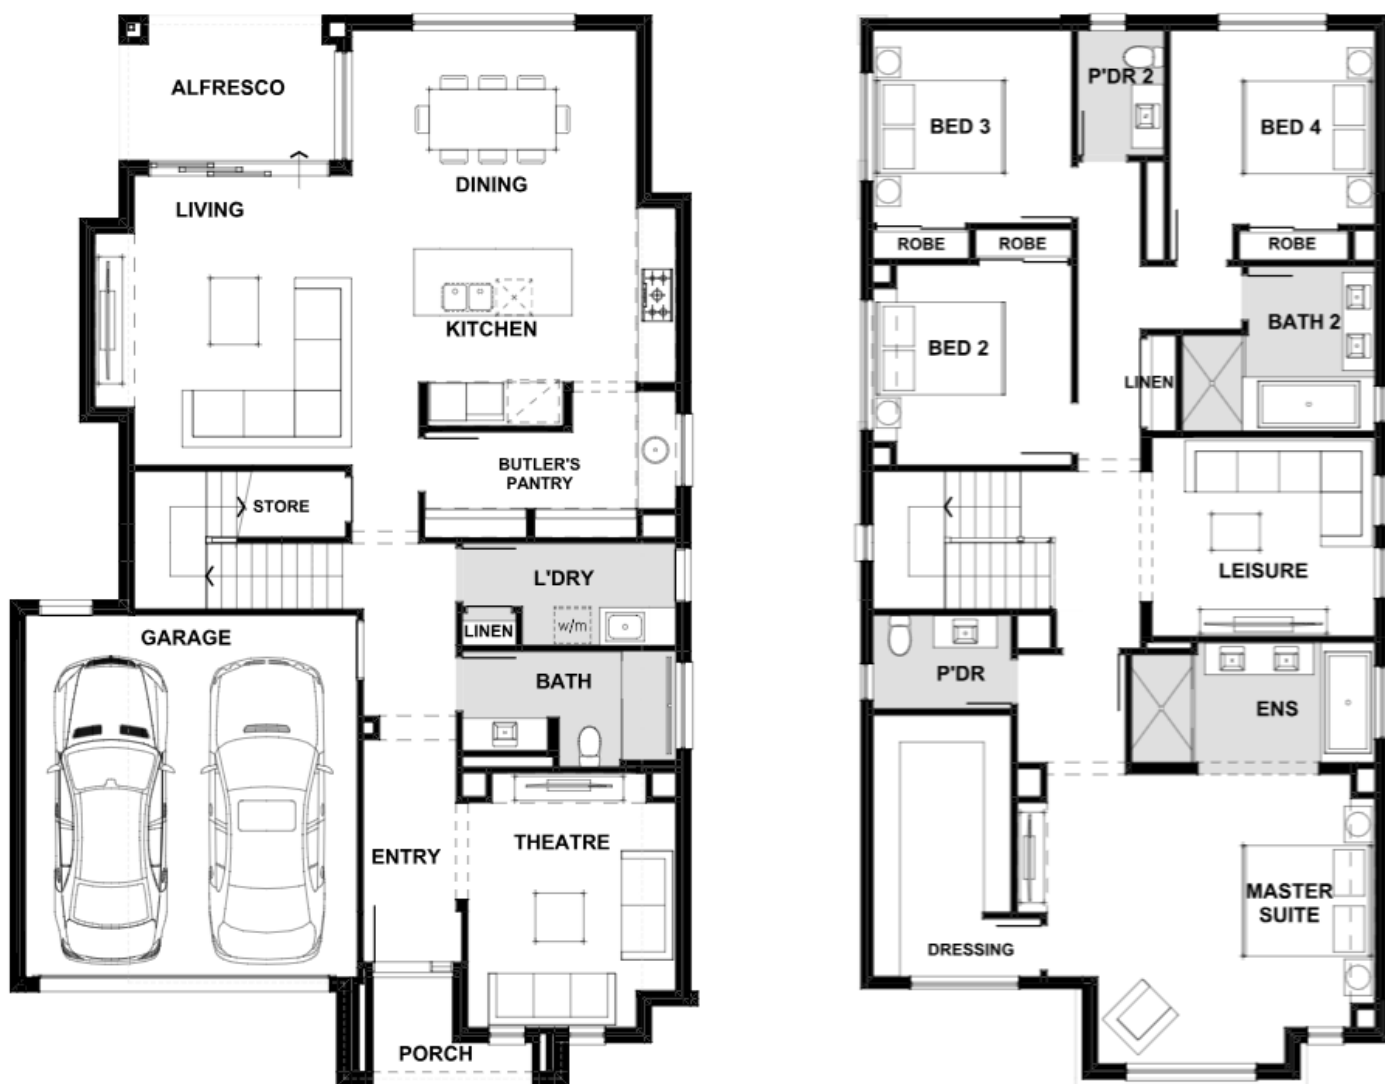 ALFRESCO
DINING
LIVING
KITCHEN
BUTLER'S
PANTRY
STORE
L'DRY
LINEN
w/m
GARAGE
BATH
ENTRY
THEATRE
PORCH
P'DR 2
BED 3
BED 4
ROBE
ROBE
ROBE
BED 2
BATH 2
LINEN
LEISURE
P'DR
ENS
MASTER
SUITE
DRESSING